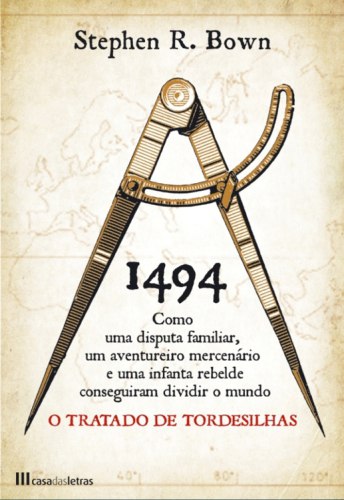 Stephen R. Bown
1494
Como
uma disputa familiar,
um aventureiro mercenário
e uma infanta rebelde
conseguiram dividir o mundo
O TRATADO DE TORDESILHAS
casadasletras